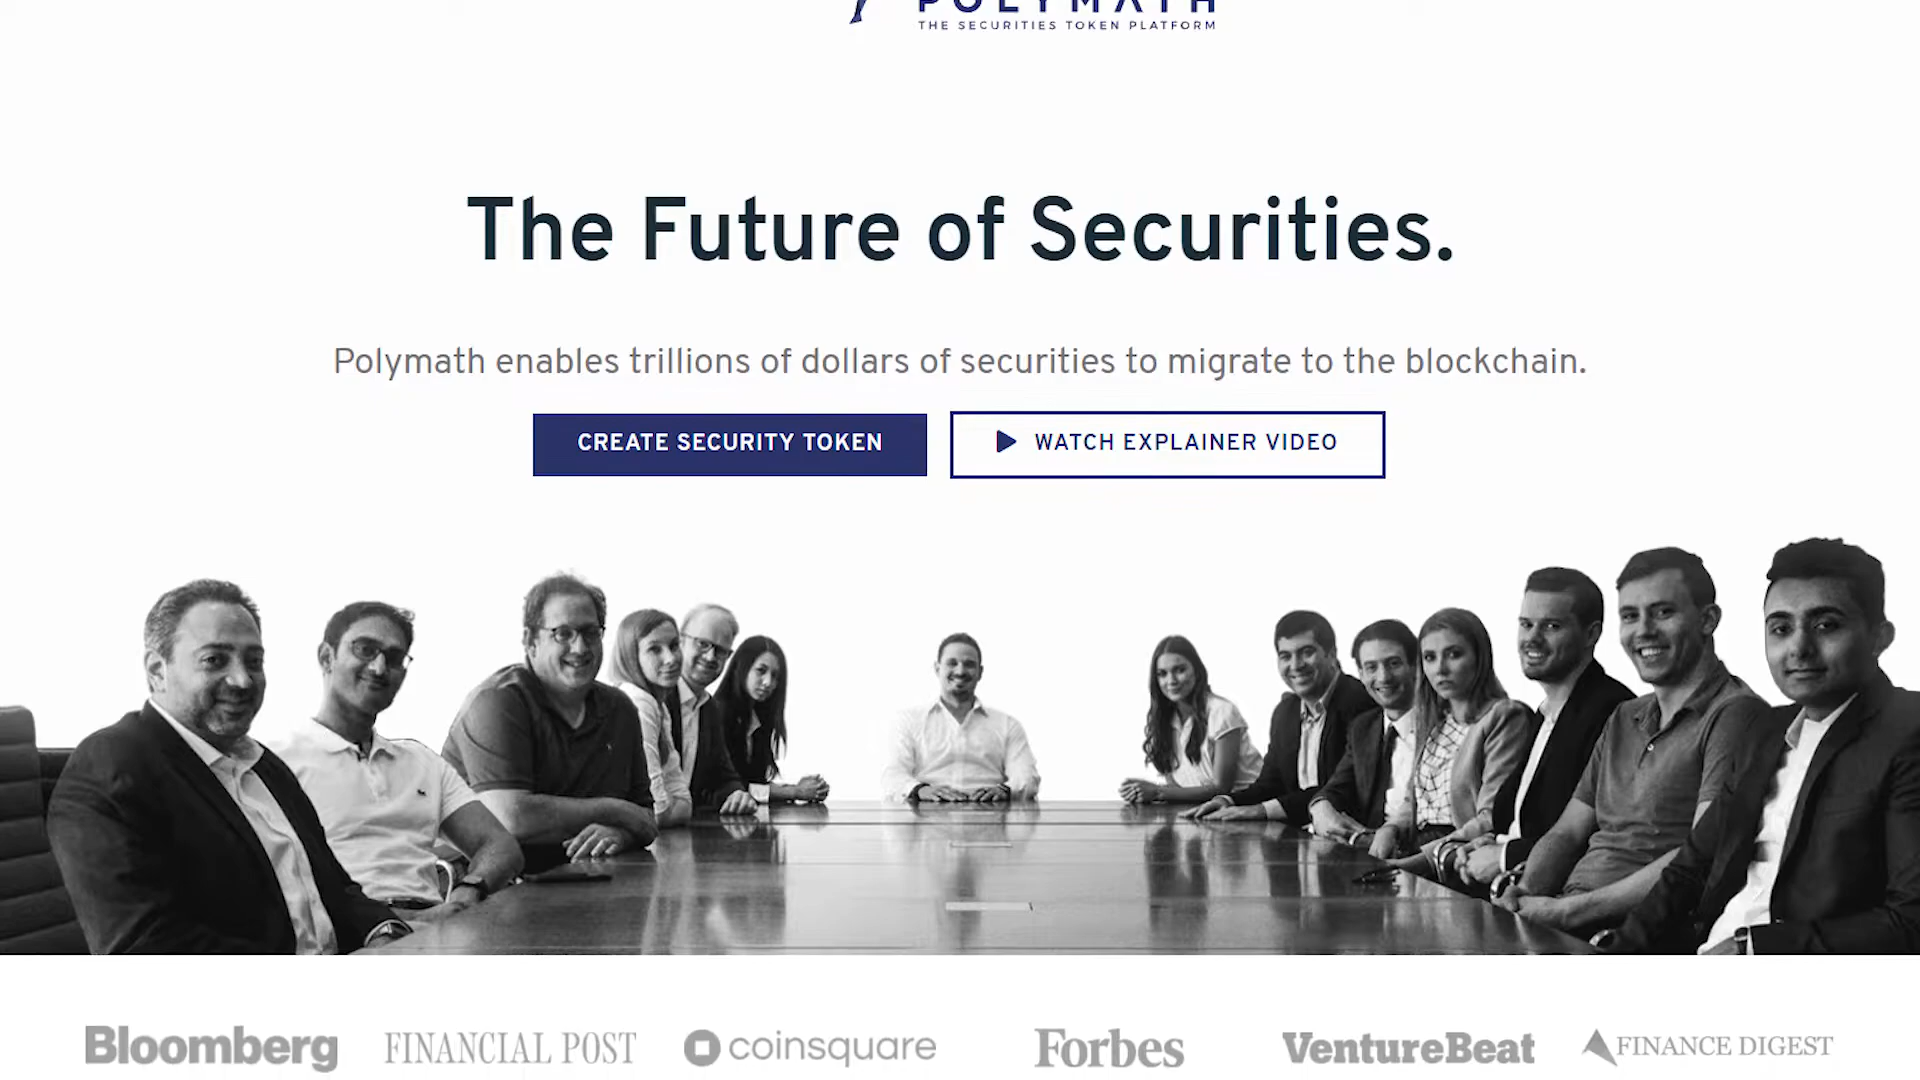 POLYMATH
THE SECURITIES TOKEN PLATFORM
The Future of Securities.
Polymath enables trillions of dollars of securities to migrate to the blockchain.
CREATE SECURITY TOKEN
WATCH EXPLAINER VIDEO
Bloomberg FINANCIAL POST coinsquare Forbes VentureBeat FINANCE DIGEST